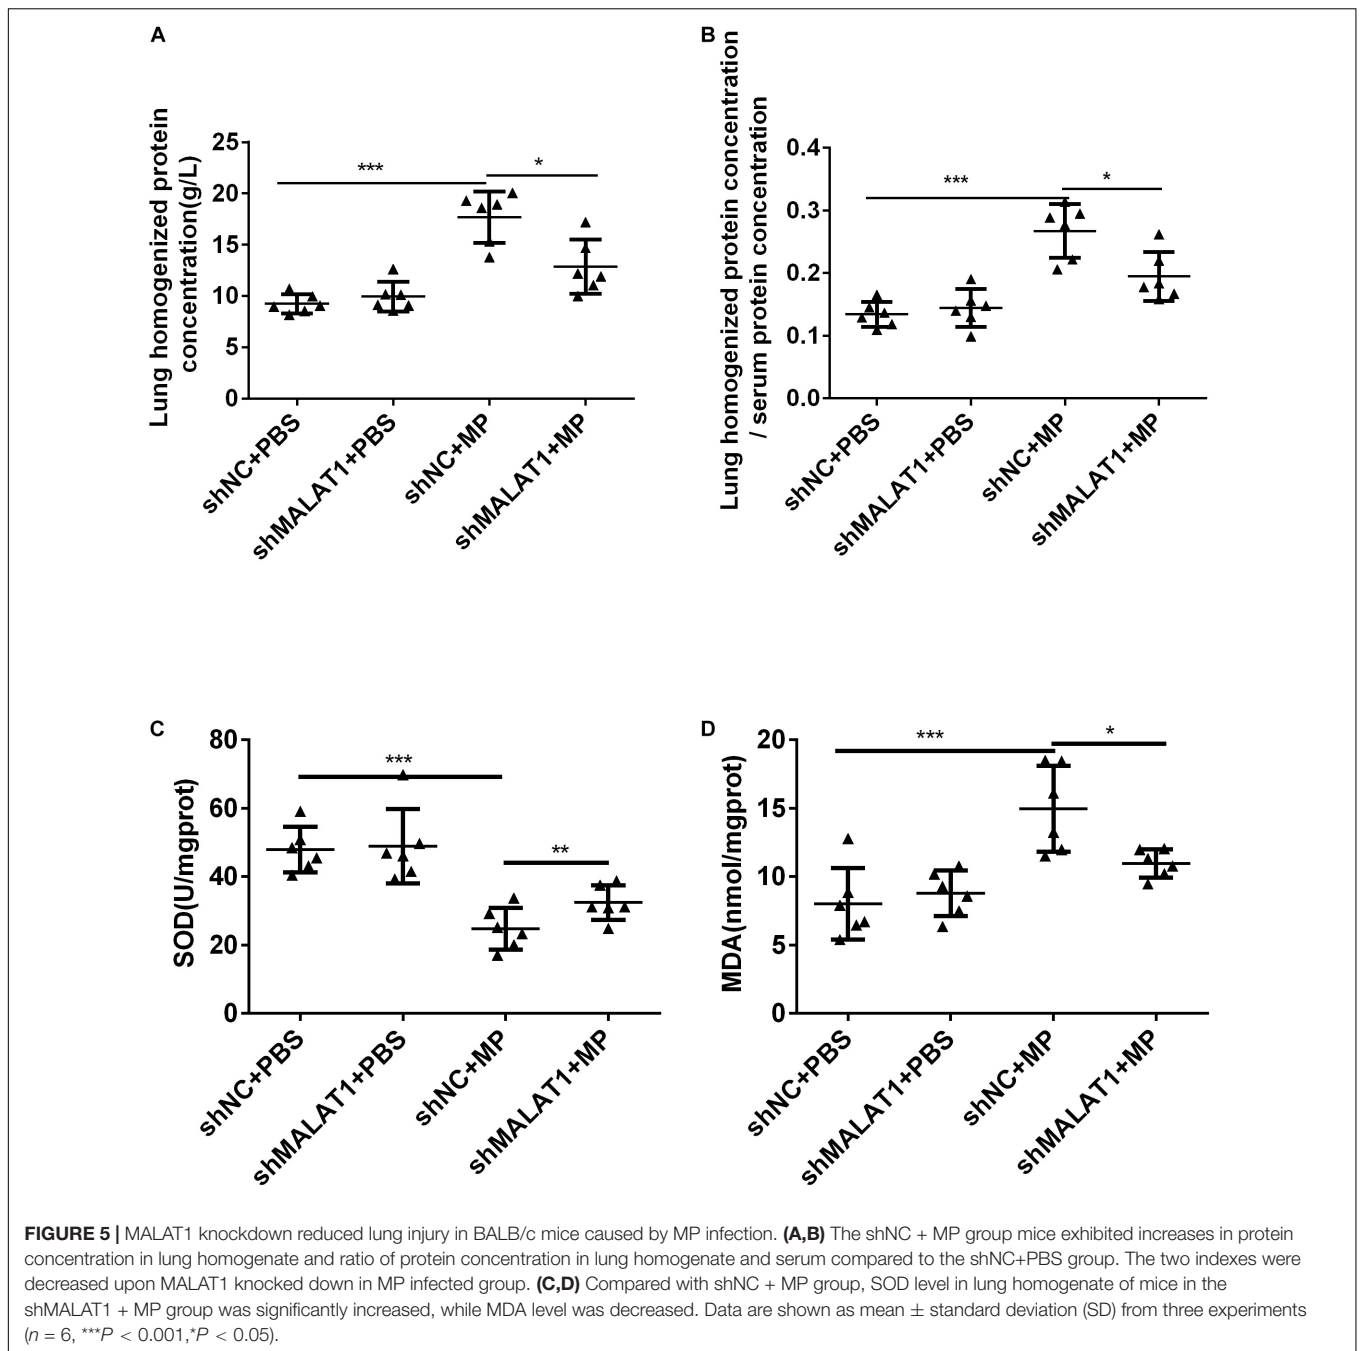 A
Lung homogenized protein
concentration(g/L)
25
20
15
10
5
0
***
*
shNC+PBS
shMALAT1+PBS
shNC+MP
shMALAT1+MP
B
Lung homogenized protein concentration
/ serum protein concentration
0.4
0.3
0.2
0.1
0.0
***
*
shNC+PBS
shMALAT1+PBS
shNC+MP
shMALAT1+MP
C
SOD(U/mgprot)
80
60
40
20
0
***
**
shNC+PBS
shMALAT1+PBS
shNC+MP
shMALAT1+MP
D
MDA(nmol/mgprot)
20
15
10
5
0
***
*
shNC+PBS
shMALAT1+PBS
shNC+MP
shMALAT1+MP
FIGURE 5 | MALAT1 knockdown reduced lung injury in BALB/c mice caused by MP infection. (A,B) The shNC + MP group mice exhibited increases in protein
concentration in lung homogenate and ratio of protein concentration in lung homogenate and serum compared to the shNC+PBS group. The two indexes were
decreased upon MALAT1 knocked down in MP infected group. (C,D) Compared with shNC + MP group, SOD level in lung homogenate of mice in the
shMALAT1 + MP group was significantly increased, while MDA level was decreased. Data are shown as mean ± standard deviation (SD) from three experiments
(n = 6, ***P < 0.001,*P < 0.05).